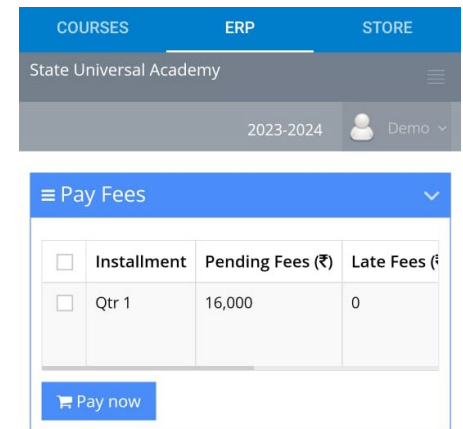 COURSES ERP STORE
State Universal Academy
2023-2024 Demo
Pay Fees
Installment Pending Fees (₹) Late Fees (₹
Qtr 1 16,000 0
Pay now